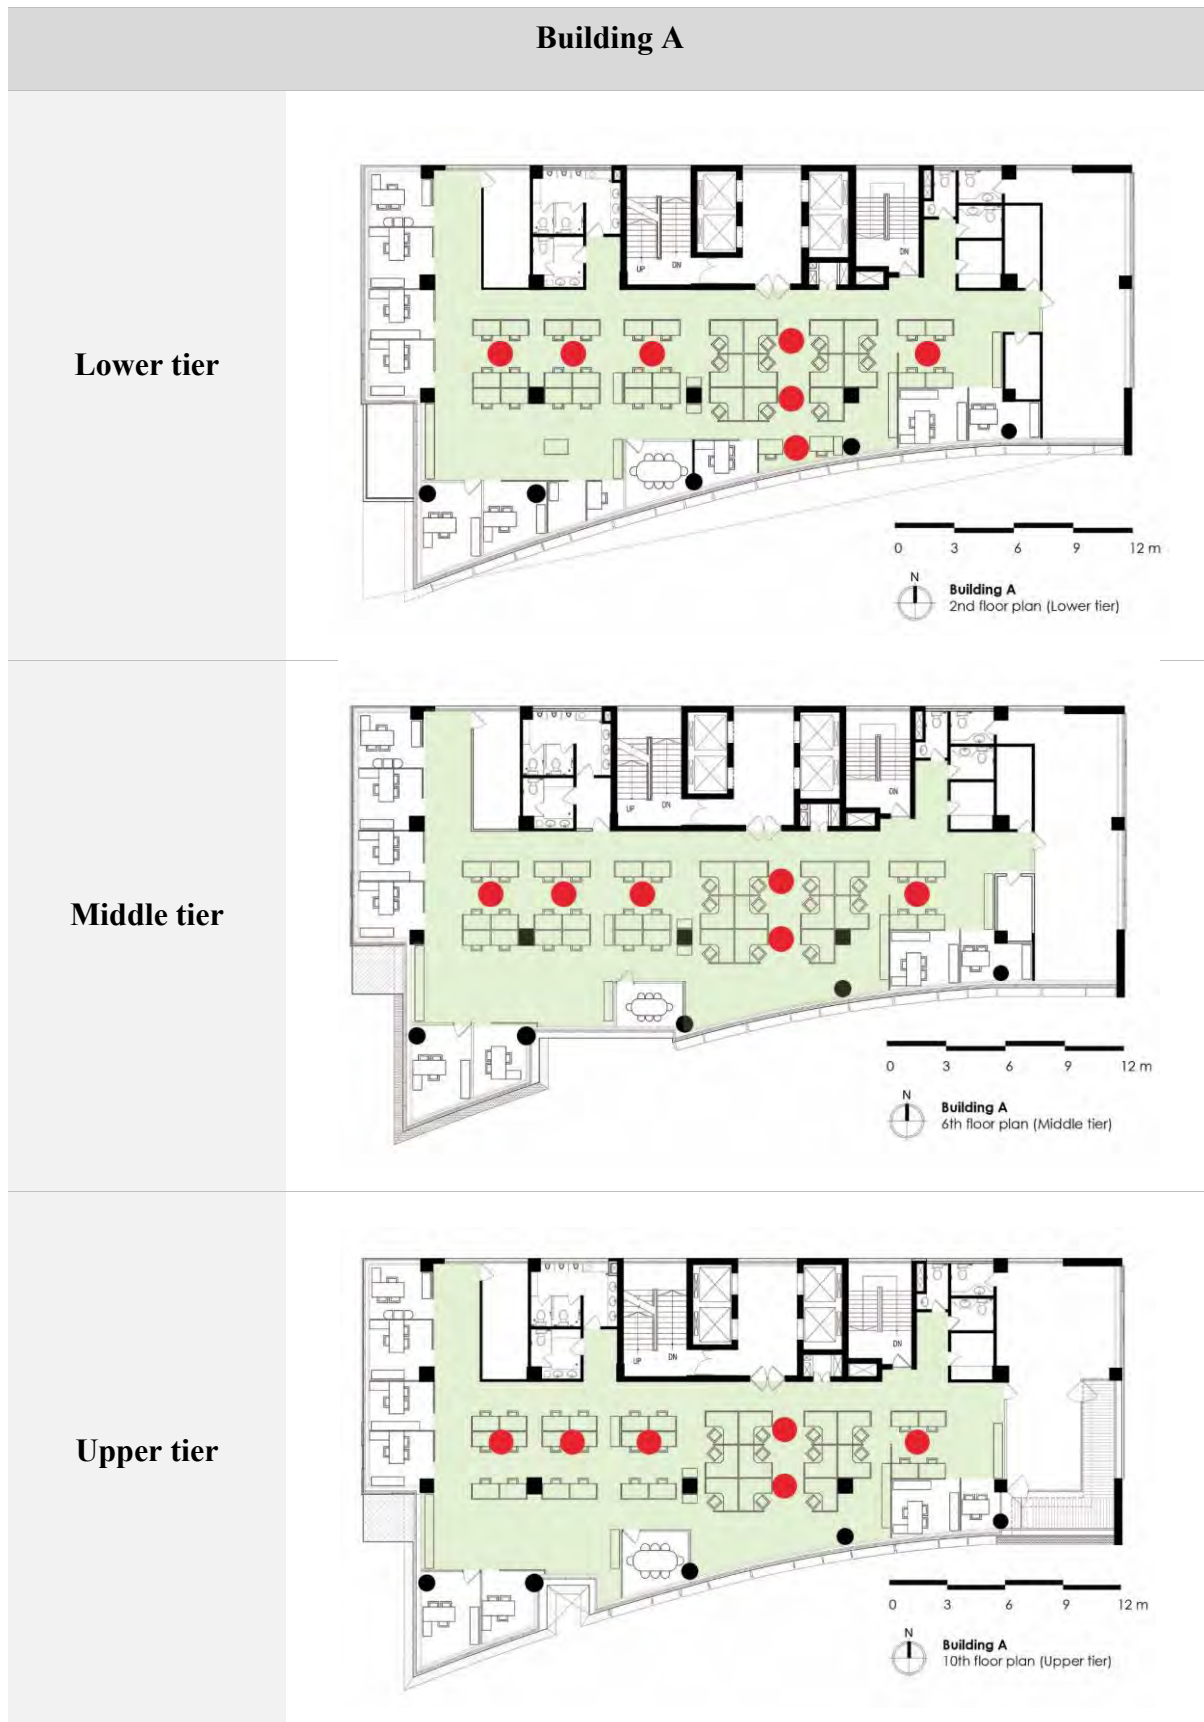 Building A
Lower tier
UP
DN
DN
0 3 6 9 12 m
N
Building A
2nd floor plan (Lower tier)
Middle tier
UP
DN
DN
0 3 6 9 12 m
N
Building A
6th floor plan (Middle tier)
Upper tier
UP
DN
DN
0 3 6 9 12 m
N
Building A
10th floor plan (Upper tier)